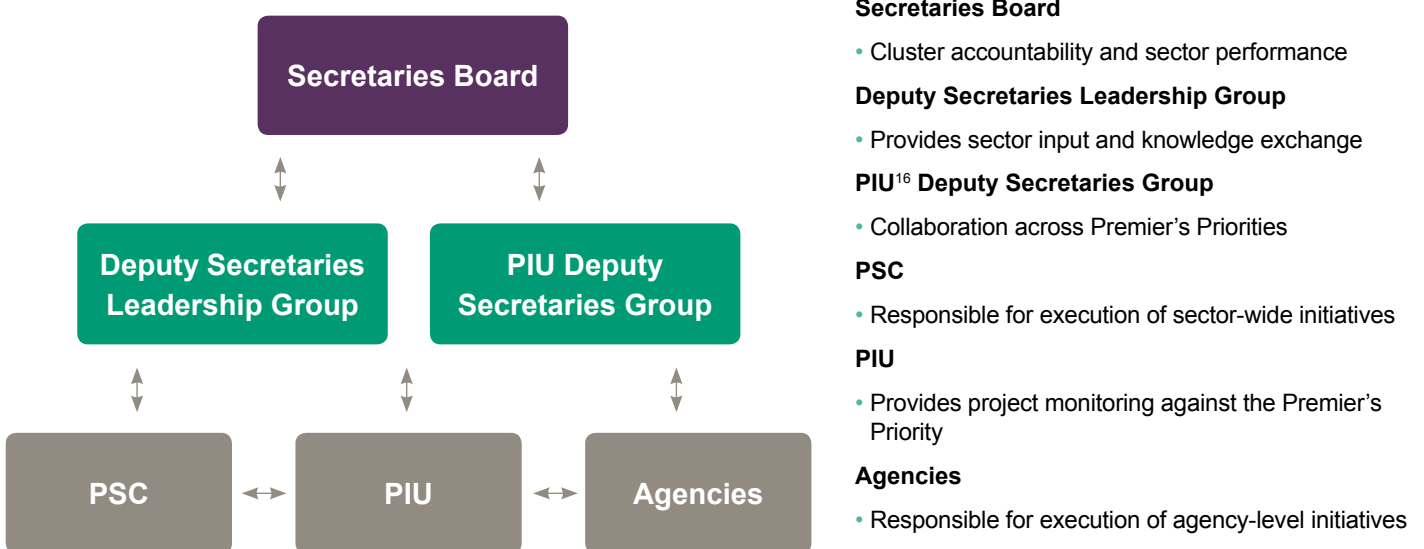 Secretaries Board
Deputy Secretaries
Leadership Group
PIU Deputy
Secretaries Group
PSC
PIU
Agencies
Secretaries Board
• Cluster accountability and sector performance
Deputy Secretaries Leadership Group
• Provides sector input and knowledge exchange
PIU16 Deputy Secretaries Group
• Collaboration across Premier’s Priorities
PSC
• Responsible for execution of sector-wide initiatives
PIU
• Provides project monitoring against the Premier’s
Priority
Agencies
• Responsible for execution of agency-level initiatives